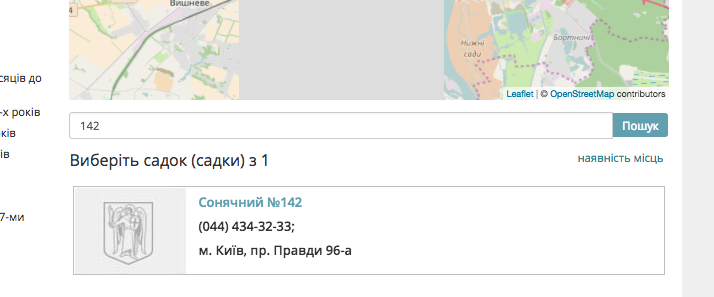 Вишневе
Бортничі
Нижні
сади
Leaflet | © OpenStreetMap contributors
сяців до
-х років
ків
ів
7-ми
142
Пошук
Виберіть садок (садки) з 1
наявність місць
Сонячний №142
(044) 434-32-33;
м. Київ, пр. Правди 96-а